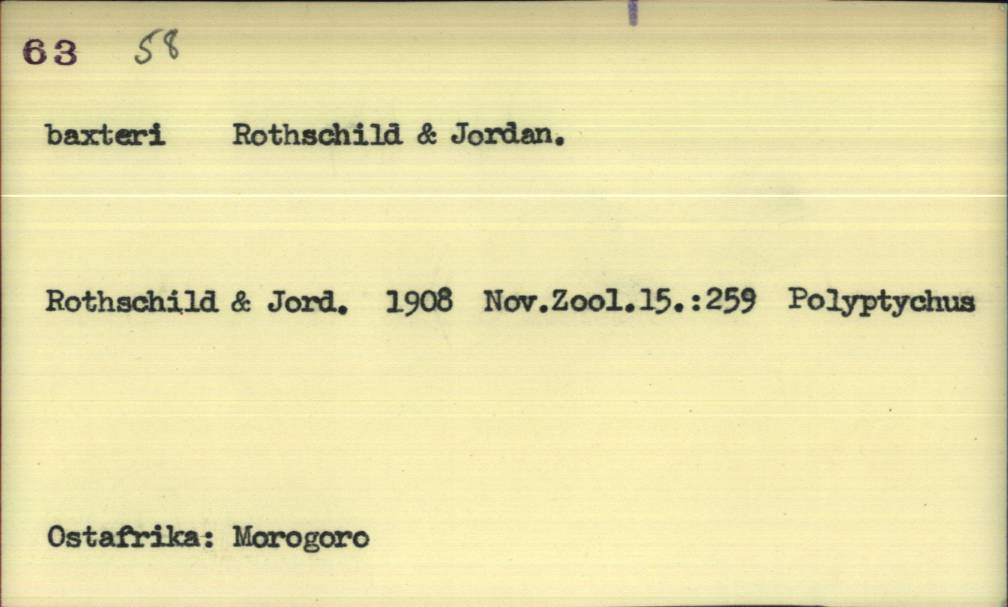 63 58
baxteri Rothschild & Jordan.
Rothschild & Jord. 1908 Nov.Zool.15.:259 Polyptychus
Ostafrika: Morogoro